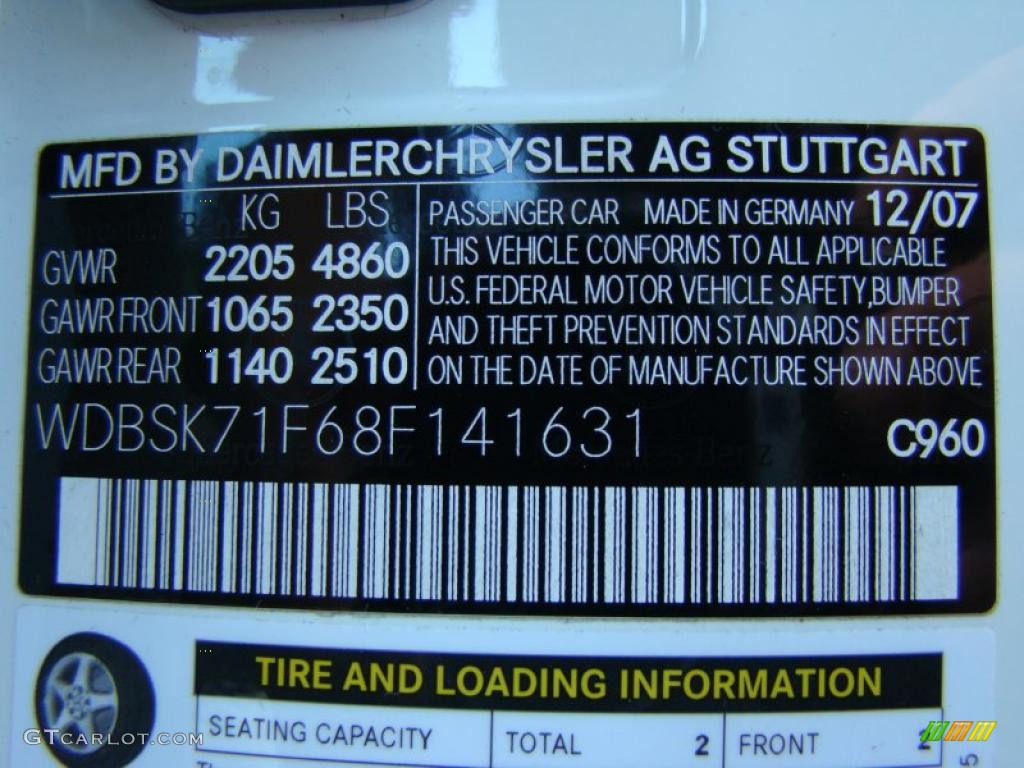 MFD BY DAIMLERCHRYSLER AG STUTTGART
KG LBS
GVWR 2205 4860
GAWR FRONT 1065 2350
GAWR REAR 1140 2510
PASSENGER CAR MADE IN GERMANY 12/07
THIS VEHICLE CONFORMS TO ALL APPLICABLE
U.S. FEDERAL MOTOR VEHICLE SAFETY, BUMPER
AND THEFT PREVENTION STANDARDS IN EFFECT
ON THE DATE OF MANUFACTURE SHOWN ABOVE
WDBSK71F68F141631 C960
TIRE AND LOADING INFORMATION
SEATING CAPACITY TOTAL 2 FRONT 2
GTCARLOT.COM